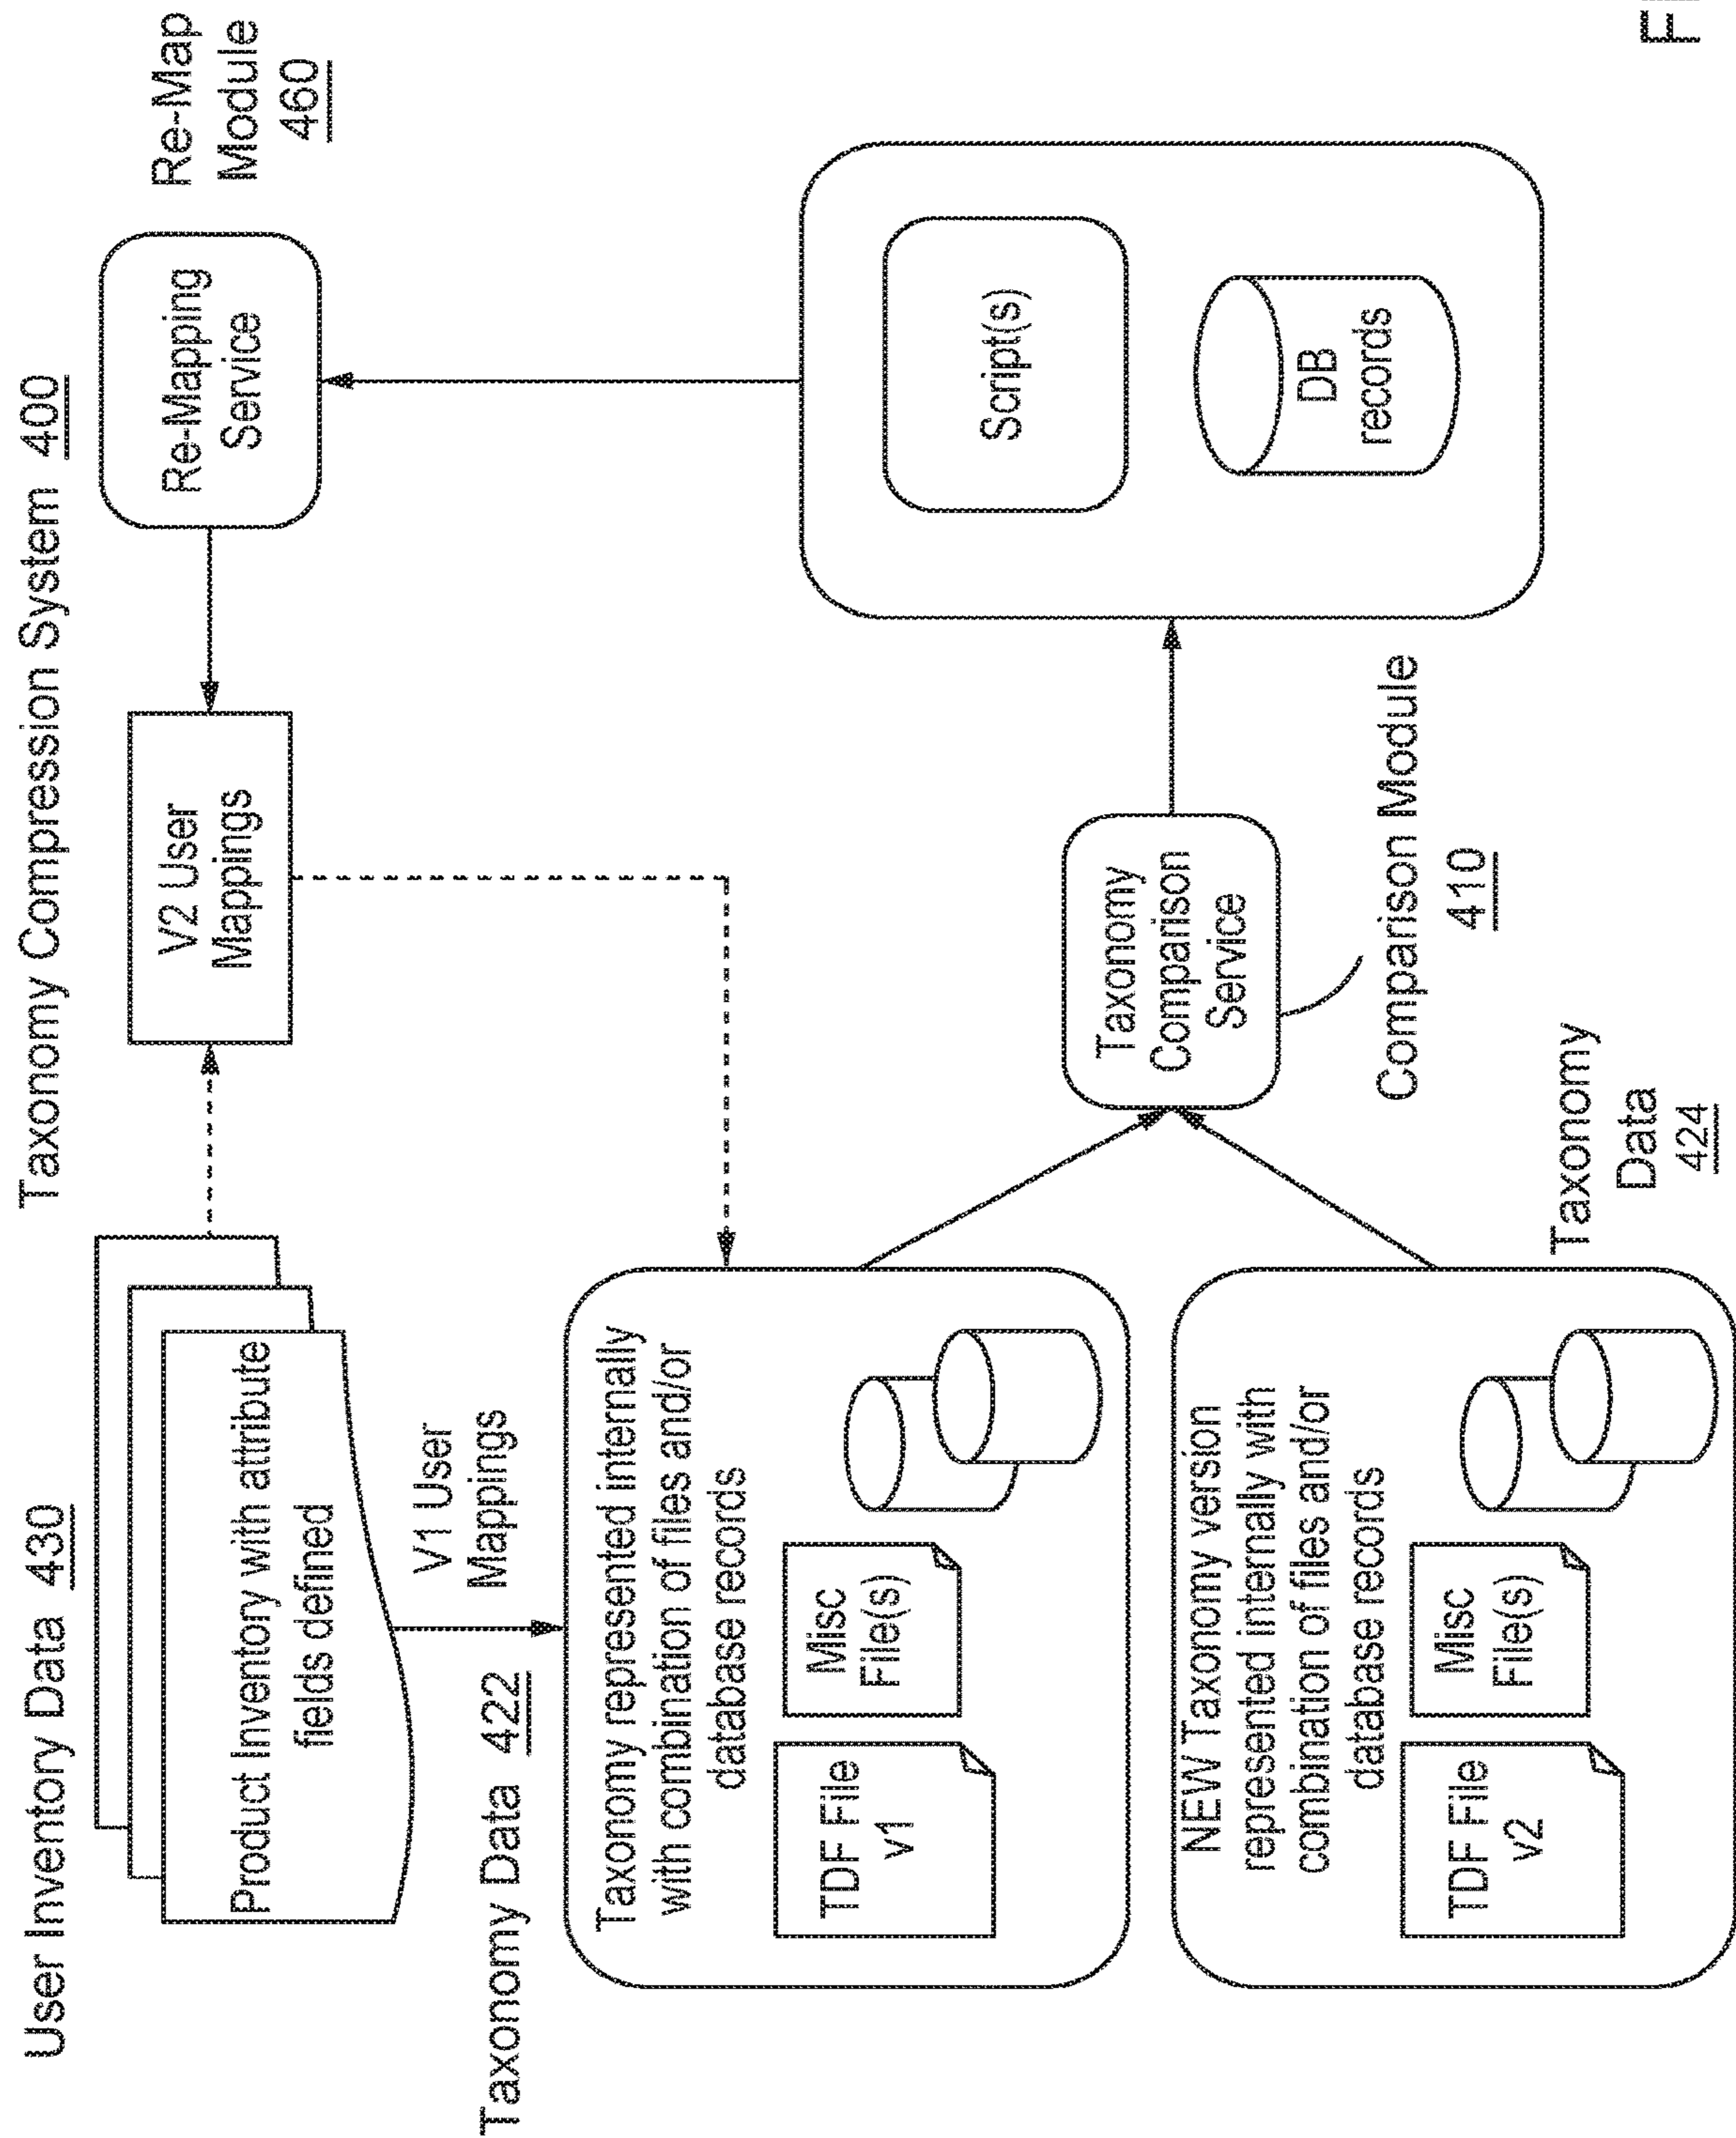 Taxonomy Compression System 400
User Inventory Data 430
Product Inventory with attribute
fields defined
V2 User
Mappings
Re-Mapping
Service
Re-Map
Module
460
V1 User
Mappings
Taxonomy Data 422
Taxonomy represented internally
with combination of files and/or
database records
TDF File
v1
Misc
File(s)
NEW Taxonomy version
represented internally with
combination of files and/or
database records
TDF File
v2
Misc
File(s)
Taxonomy
Data
424
Taxonomy
Comparison
Service
Comparison Module
410
Script(s)
DB
records